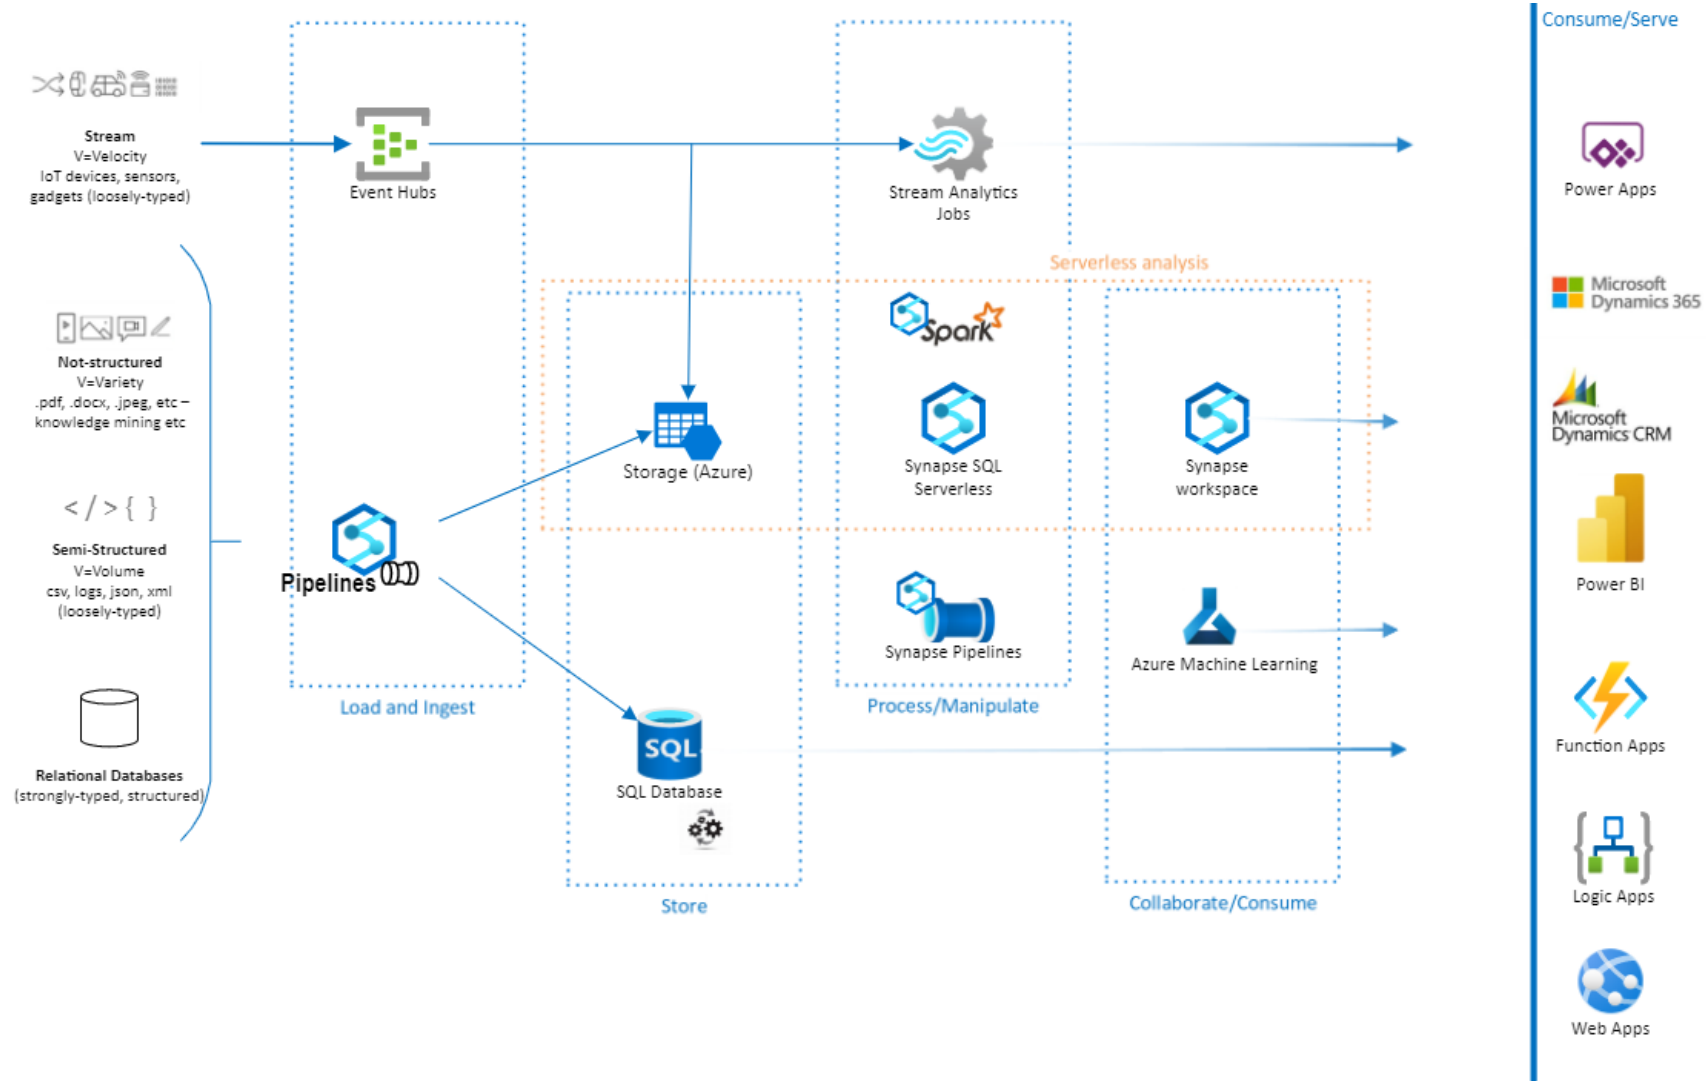 Consume/Serve
Stream
V=Velocity
IoT devices, sensors,
gadgets (loosely-typed)
Event Hubs
Stream Analytics
Jobs
Power Apps
Serverless analysis
Microsoft
Dynamics 365
Spark
Not-structured
V=Variety
.pdf, .docx, .jpeg, etc –
knowledge mining etc
Storage (Azure)
Synapse SQL
Serverless
Synapse
workspace
Microsoft
Dynamics CRM
</>{ }
Semi-Structured
V=Volume
csv, logs, json, xml
(loosely-typed)
Pipelines
Power BI
Synapse Pipelines
Azure Machine Learning
Load and Ingest
Process/Manipulate
Relational Databases
(strongly-typed, structured)
SQL
SQL Database
Function Apps
Store
Collaborate/Consume
Logic Apps
Web Apps